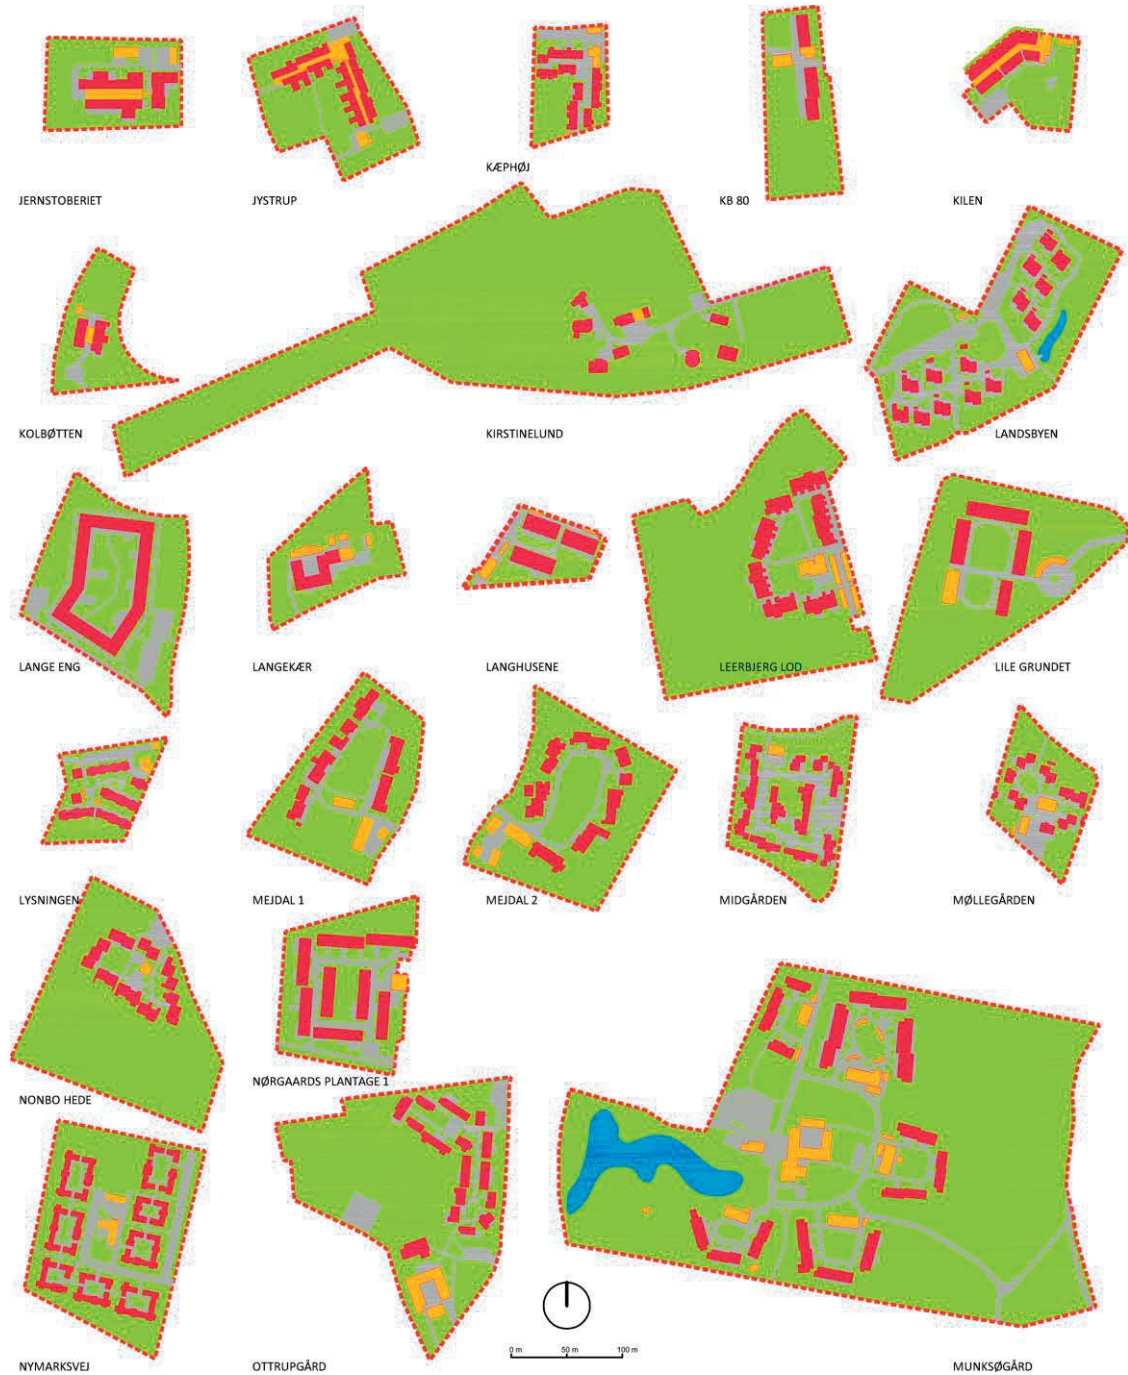 KÆPHØJ
JERNSTOBERIET
JYSTRUP
KB 80
KILEN
KOLBØTTEN
KIRSTINELUND
LANDSBYEN
LANGE ENG
LANGEKÆR
LANGHUSENE
LEERBJERG LOD
LILE GRUNDET
LYSNINGEN
MEJDAL 1
MEJDAL 2
MIDGÅRDEN
MØLLEGÅRDEN
NØRGAARDS PLANTAGE 1
NONBO HEDE
0 m 50 m 100 m
NYMARKSVEJ
OTTRUPGÅRD
MUNKSØGÅRD